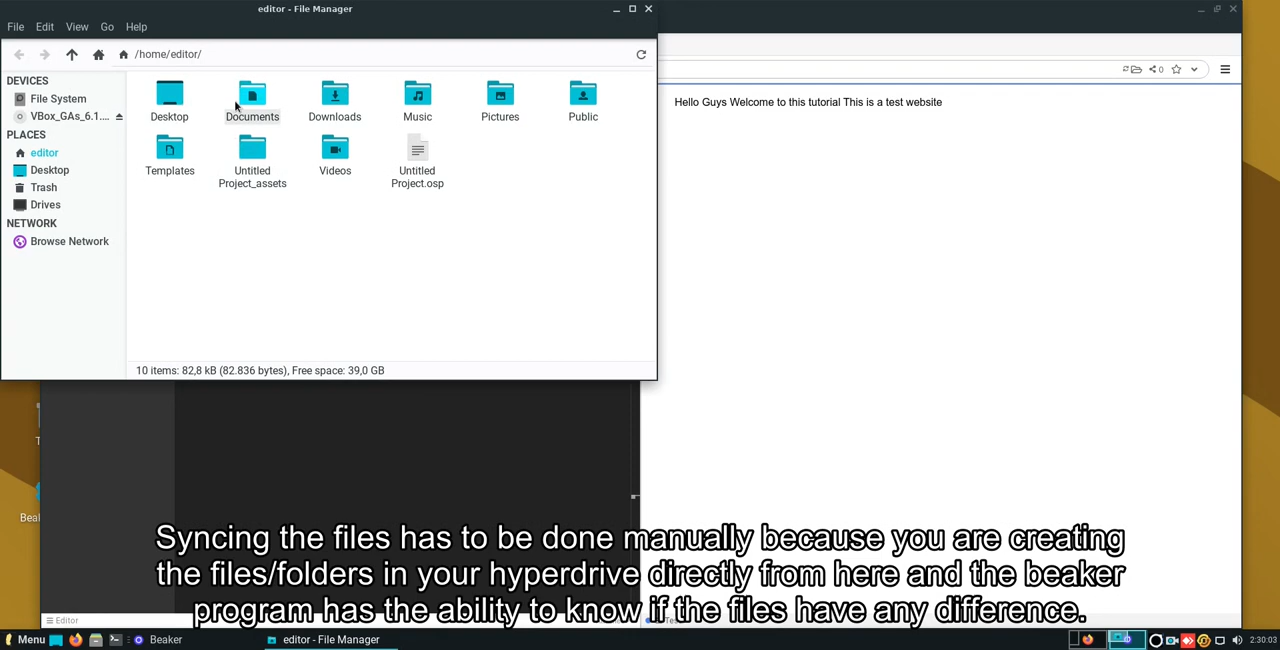 editor - File Manager
File Edit View Go Help
/home/editor/
DEVICES
File System
VBox_GAs_6.1....
PLACES
editor
Desktop
Trash
Drives
NETWORK
Browse Network
Desktop Documents Downloads Music Pictures Public
Templates Untitled Project_assets Videos Untitled Project.osp
10 items: 82,8 kB (82.836 bytes), Free space: 39,0 GB
0
Hello Guys Welcome to this tutorial This is a test website
Syncing the files has to be done manually because you are creating
the files/folders in your hyperdrive directly from here and the beaker
program has the ability to know if the files have any difference.
Editor
Menu Beaker editor - File Manager 2:30:03